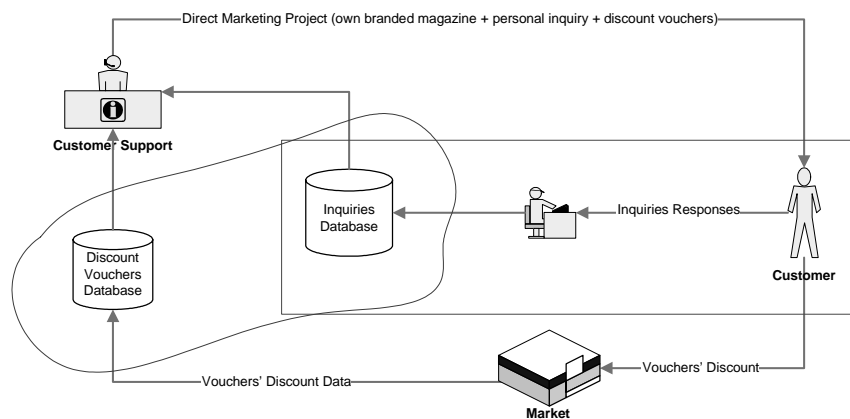 Direct Marketing Project (own branded magazine + personal inquiry + discount vouchers)
Customer Support
Inquiries
Database
Inquiries Responses
Discount
Vouchers
Database
Customer
Vouchers' Discount
Vouchers' Discount Data
Market